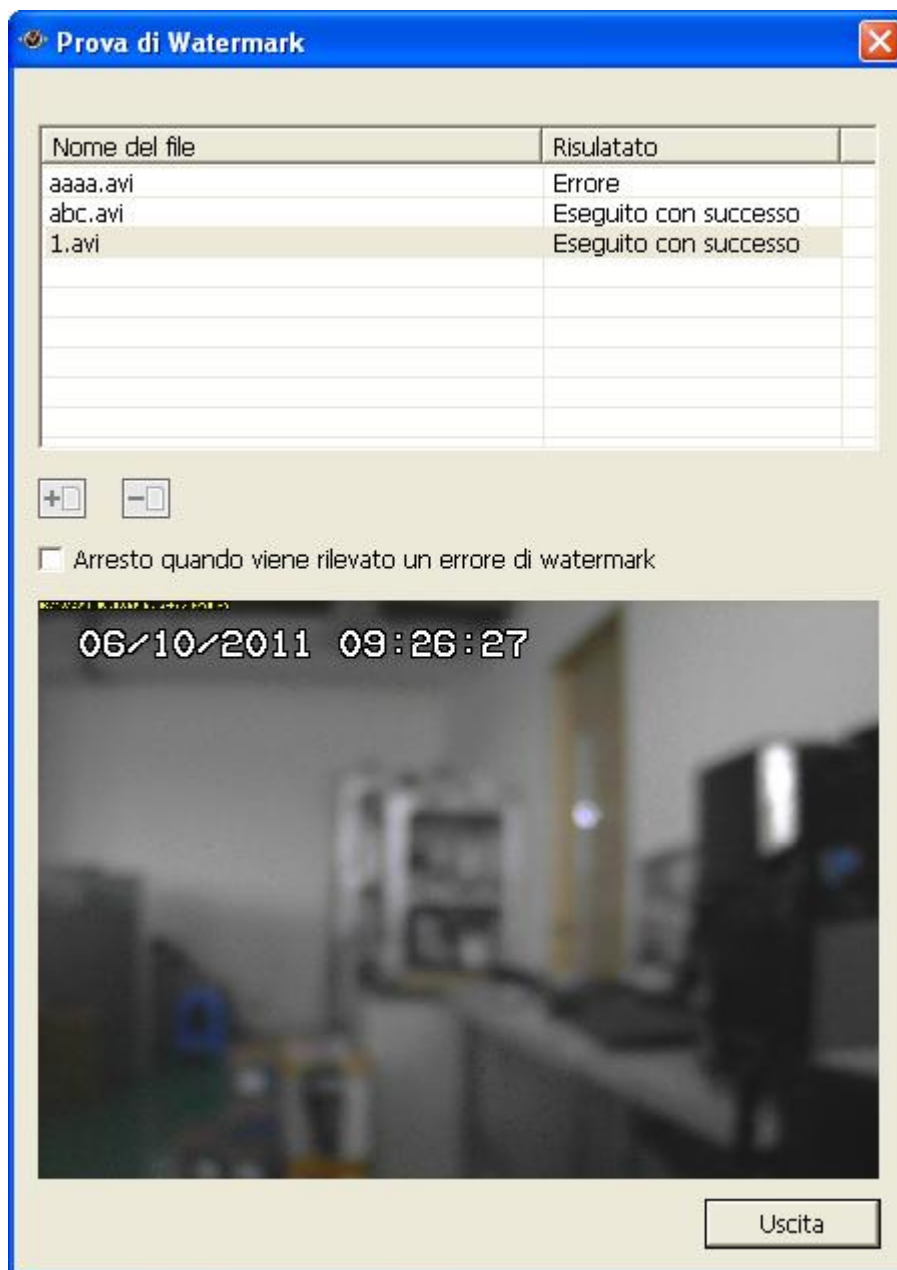 Prova di Watermark
Nome del file Risulatato
aaaa.avi Errore
abc.avi Eseguito con successo
1.avi Eseguito con successo
Arresto quando viene rilevato un errore di watermark
06/10/2011 09:26:27
Uscita